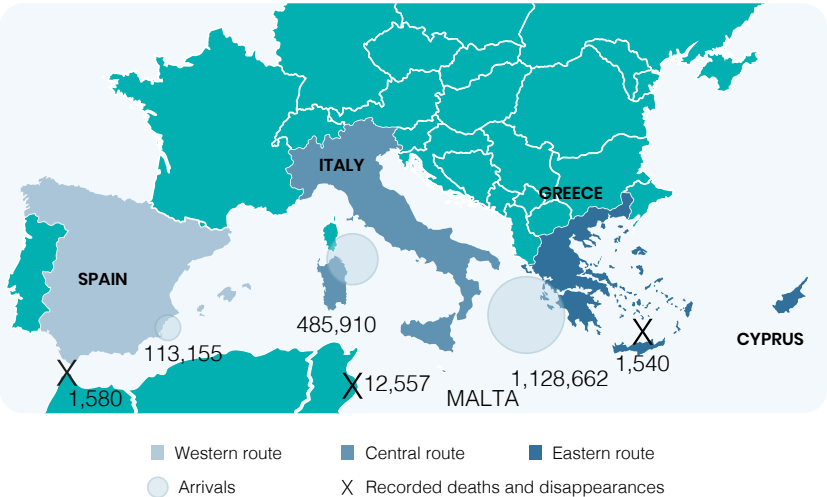 ITALY
GREECE
SPAIN
485,910
CYPRUS
113,155
1,540
1,128,662
12,557
MALTA
1,580
Western route
Central route
Eastern route
Arrivals
X Recorded deaths and disappearances